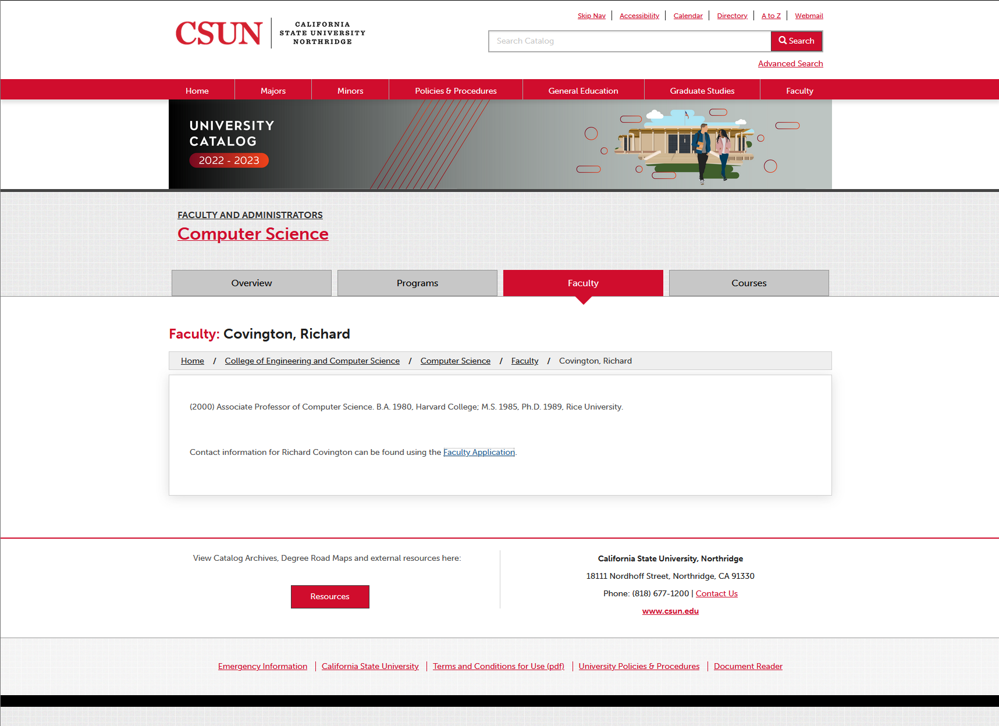 Skip Nav
Accessibility
Calendar
Directory
A to Z
Webmail
CSUN
CALIFORNIA
STATE UNIVERSITY
NORTHRIDGE
Search Catalog
Search
Advanced Search
Home
Majors
Minors
Policies & Procedures
General Education
Graduate Studies
Faculty
UNIVERSITY
CATALOG
2022 - 2023
FACULTY AND ADMINISTRATORS
Computer Science
Overview
Programs
Faculty
Courses
Faculty: Covington, Richard
Home / College of Engineering and Computer Science / Computer Science / Faculty / Covington, Richard
(2000) Associate Professor of Computer Science. B.A. 1980, Harvard College; M.S. 1985, Ph.D. 1989, Rice University.
Contact information for Richard Covington can be found using the Faculty Application.
View Catalog Archives, Degree Road Maps and external resources here:
Resources
California State University, Northridge
18111 Nordhoff Street, Northridge, CA 91330
Phone: (818) 677-1200 | Contact Us
www.csun.edu
Emergency Information
California State University
Terms and Conditions for Use (pdf)
University Policies & Procedures
Document Reader